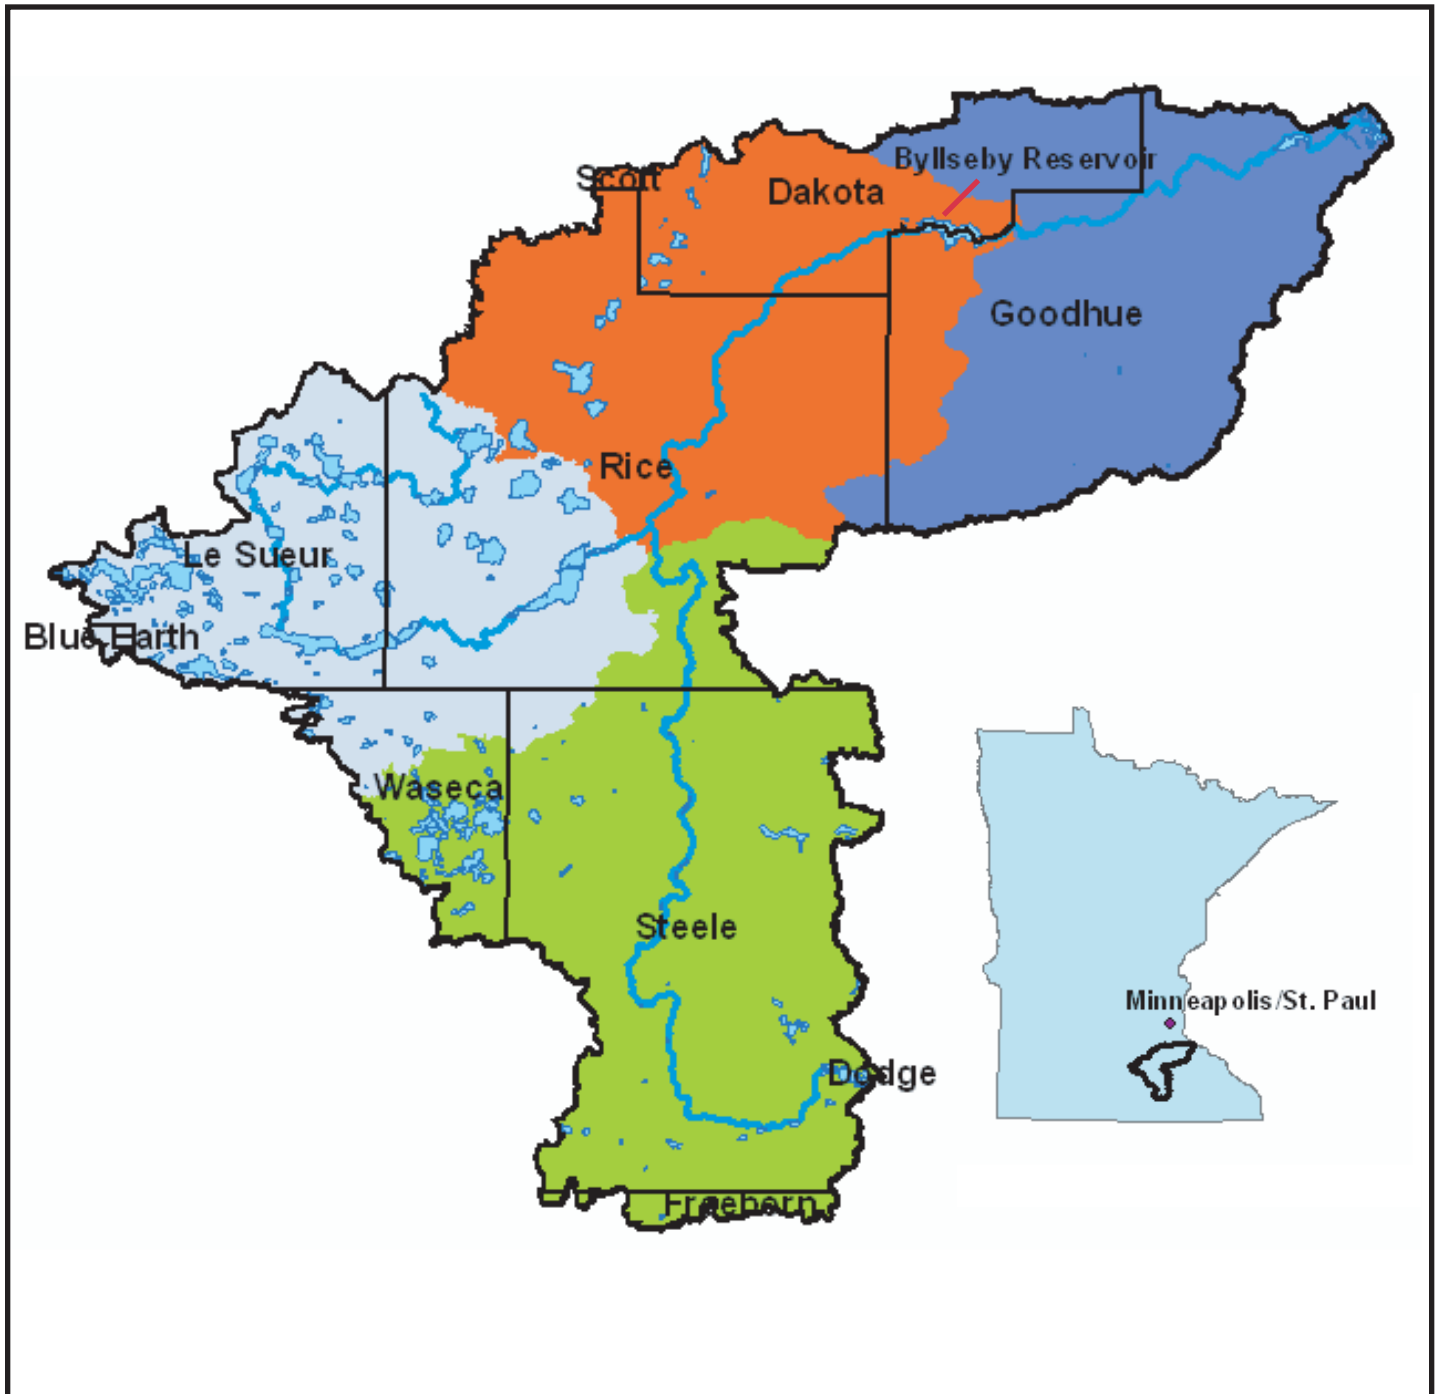 Byllseby Reservoir
Scott
Dakota
Goodhue
Rice
Le Sueur
Blue Earth
Waseca
Steele
Minneapolis/St. Paul
Dodge
Freeborn